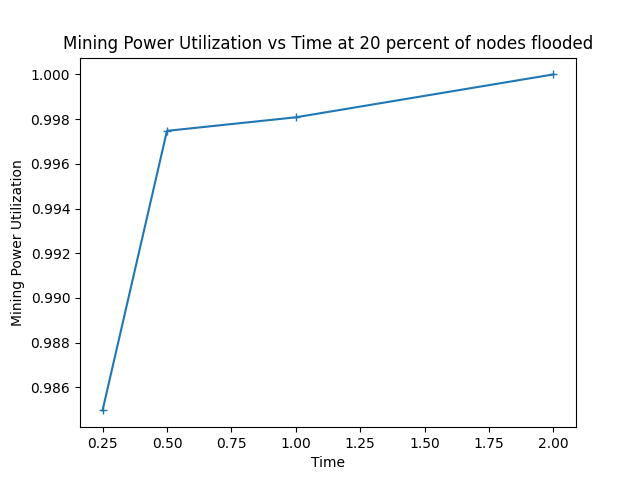 Mining Power Utilization vs Time at 20 percent of nodes flooded
1.000
0.998
0.996
0.994
0.992
0.990
0.988
0.986
Mining Power Utilization
0.25 0.50 0.75 1.00 1.25 1.50 1.75 2.00
Time